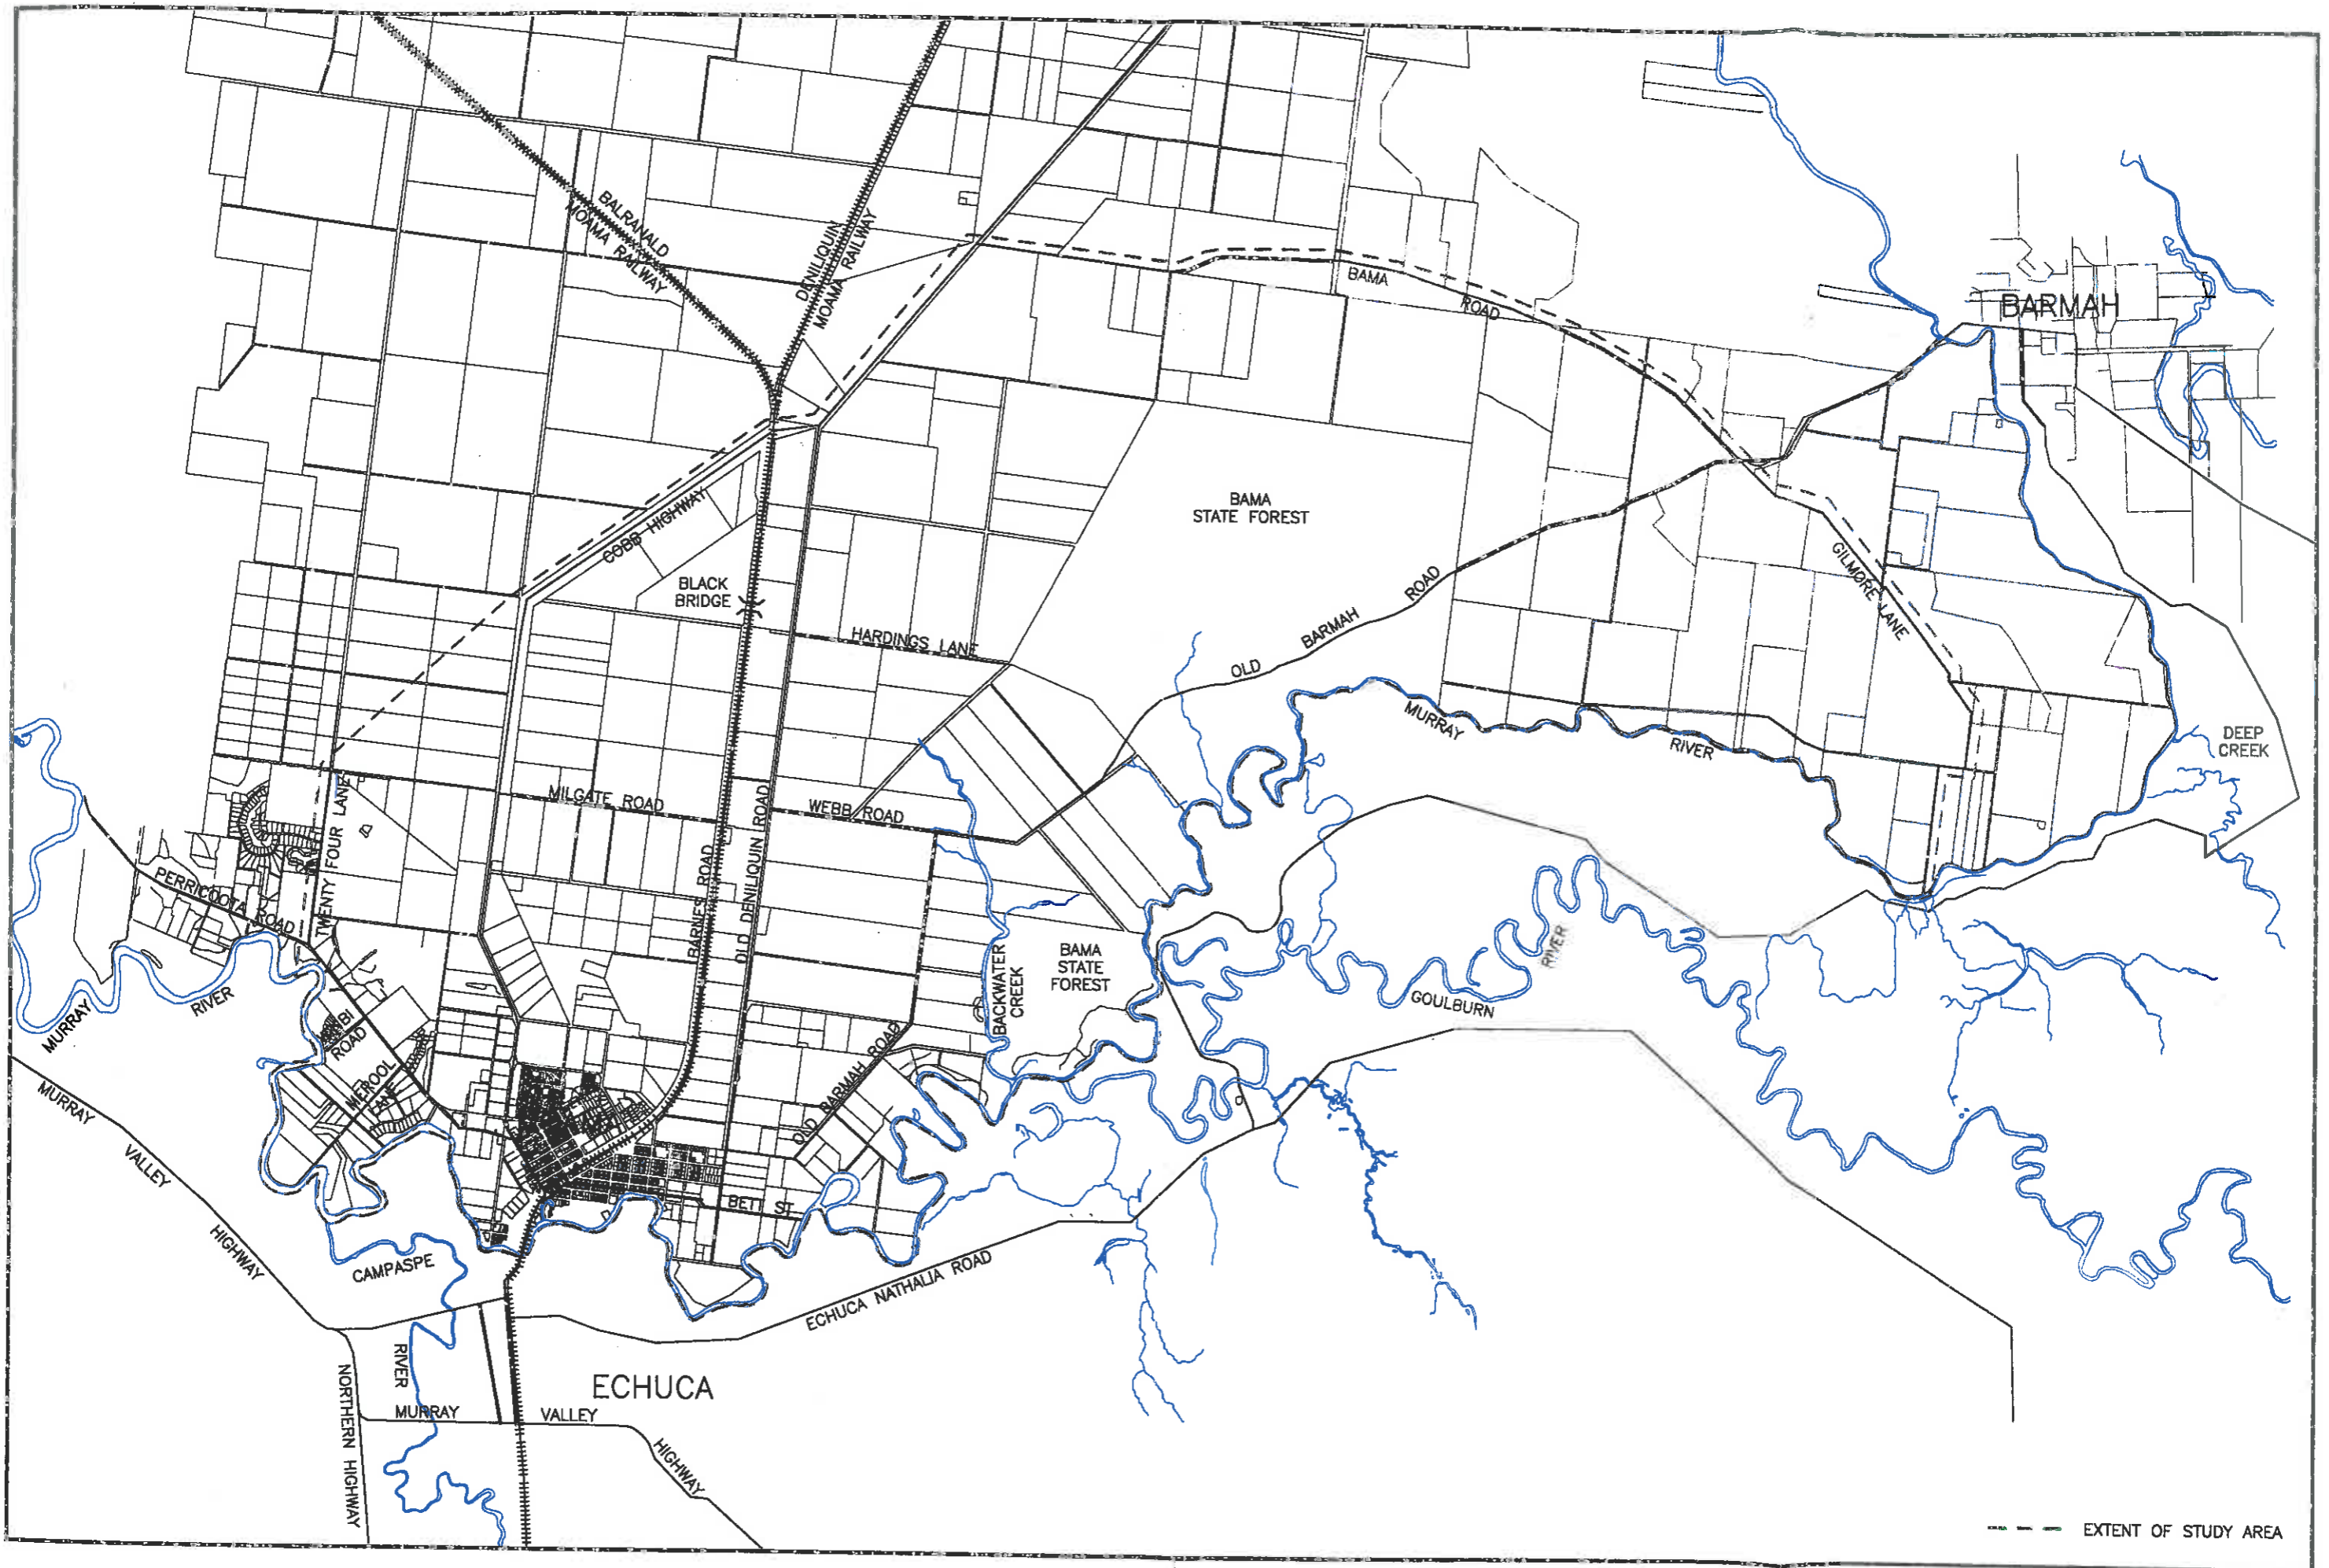 BALRANALD
MOAMA RAILWAY
DENILIQUIN
MOAMA RAILWAY
BAMA
ROAD
BARMAH
COBB HIGHWAY
BAMA
STATE FOREST
BLACK
BRIDGE
GILMORE LANE
HARDINGS LANE
OLD
BARMAH
ROAD
MURRAY
RIVER
DEEP
CREEK
MILGATE ROAD
WEBB ROAD
TWENTY FOUR LANE
PERRICOOTA ROAD
BARNES ROAD
OLD DENILIQUIN ROAD
BACKWATER
CREEK
BAMA
STATE
FOREST
RIVER
GOULBURN
MURRAY
RIVER
ROAD
MEROOL
LANE
OLD BARMAH ROAD
MURRAY
VALLEY
HIGHWAY
BETT ST
CAMPASPE
RIVER
ECHUCA NATHALIA ROAD
ECHUCA
NORTHERN HIGHWAY
MURRAY
VALLEY
HIGHWAY
EXTENT OF STUDY AREA